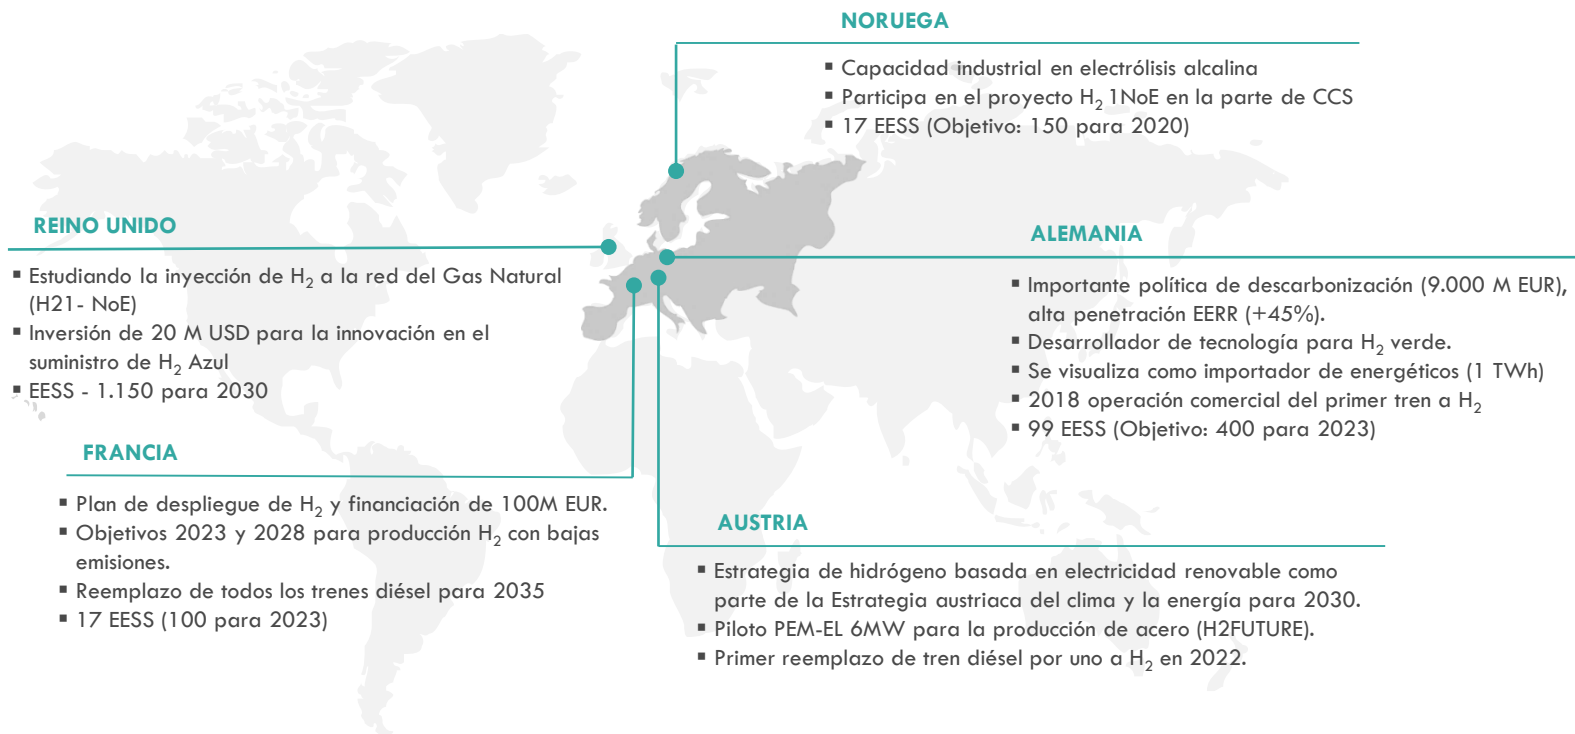 NORUEGA
▪ Capacidad industrial en electrólisis alcalina
▪ Participa en el proyecto H₂ 1NoE en la parte de CCS
▪ 17 EESS (Objetivo: 150 para 2020)
REINO UNIDO
▪ Estudiando la inyección de H₂ a la red del Gas Natural
(H21- NoE)
▪ Inversión de 20 M USD para la innovación en el
suministro de H₂ Azul
▪ EESS - 1.150 para 2030
ALEMANIA
▪ Importante política de descarbonización (9.000 M EUR),
alta penetración EERR (+45%).
▪ Desarrollador de tecnología para H₂ verde.
▪ Se visualiza como importador de energéticos (1 TWh)
▪ 2018 operación comercial del primer tren a H₂
▪ 99 EESS (Objetivo: 400 para 2023)
FRANCIA
▪ Plan de despliegue de H₂ y financiación de 100M EUR.
▪ Objetivos 2023 y 2028 para producción H₂ con bajas
emisiones.
▪ Reemplazo de todos los trenes diésel para 2035
▪ 17 EESS (100 para 2023)
AUSTRIA
▪ Estrategia de hidrógeno basada en electricidad renovable como
parte de la Estrategia austriaca del clima y la energía para 2030.
▪ Piloto PEM-EL 6MW para la producción de acero (H2FUTURE).
▪ Primer reemplazo de tren diésel por uno a H₂ en 2022.